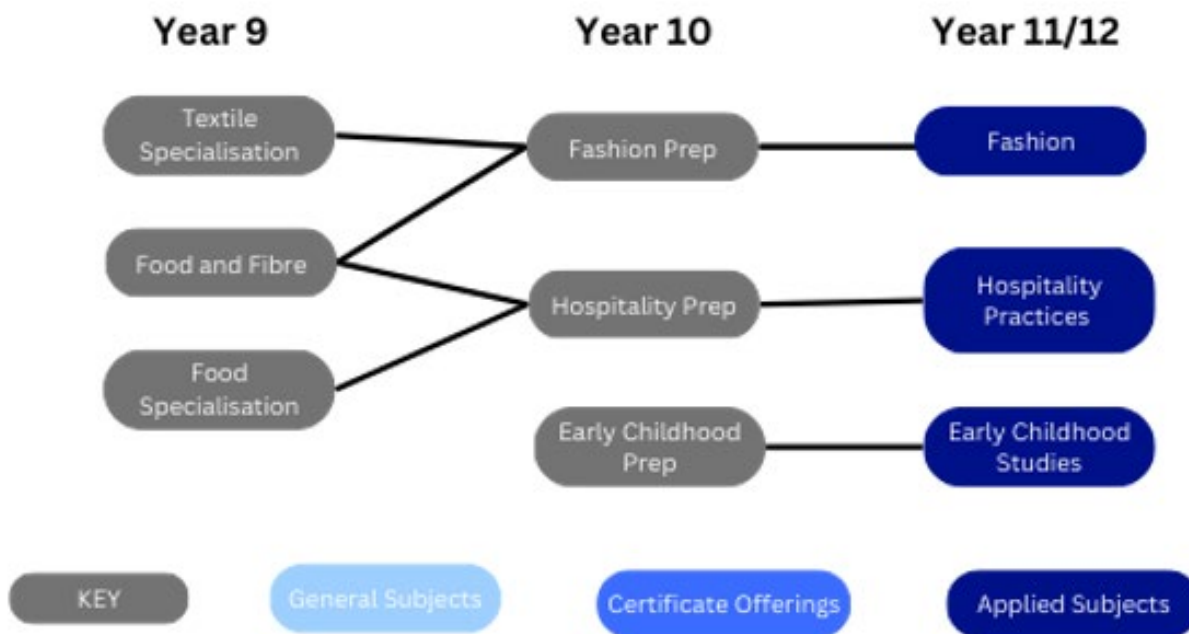 Year 9
Year 10
Year 11/12
Textile
Specialisation
Fashion Prep
Fashion
Food and Fibre
Hospitality Prep
Hospitality
Practices
Food
Specialisation
Early Childhood
Prep
Early Childhood
Studies
KEY
General Subjects
Certificate Offerings
Applied Subjects